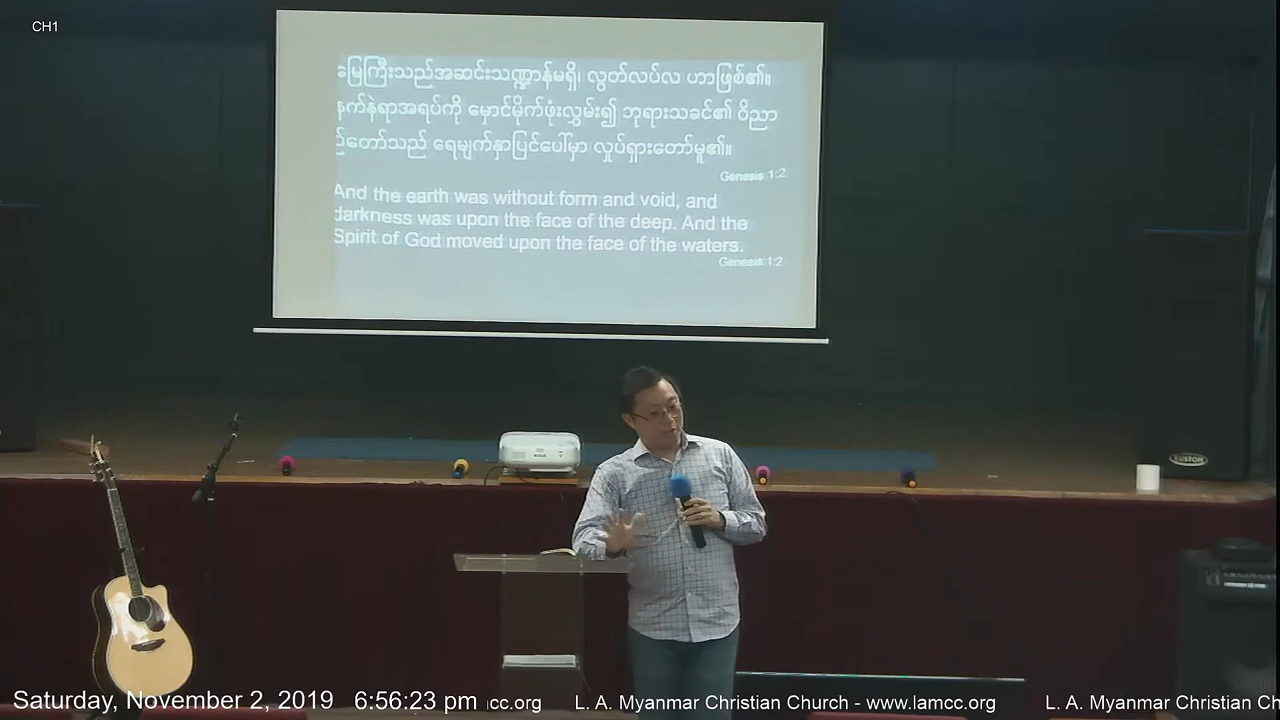 CH1
မြေကြီးသည်အဆင်းသဏ္ဍာန်မရှိ၊ လွတ်လပ်လ ဟာဖြစ်၏။
နက်နဲရာအရပ်ကို မှောင်မိုက်ဖုံးလွှမ်း၍ ဘုရားသခင်၏ ဝိညာ
ဉ်တော်သည် ရေမျက်နှာပြင်ပေါ်မှာ လှုပ်ရှားတော်မူ၏။
Genesis 1:2
And the earth was without form and void, and
darkness was upon the face of the deep. And the
Spirit of God moved upon the face of the waters.
Genesis 1:2
Saturday, November 2, 2019 6:56:23 pm cc.org L. A. Myanmar Christian Church - www.lamcc.org L. A. Myanmar Christian C